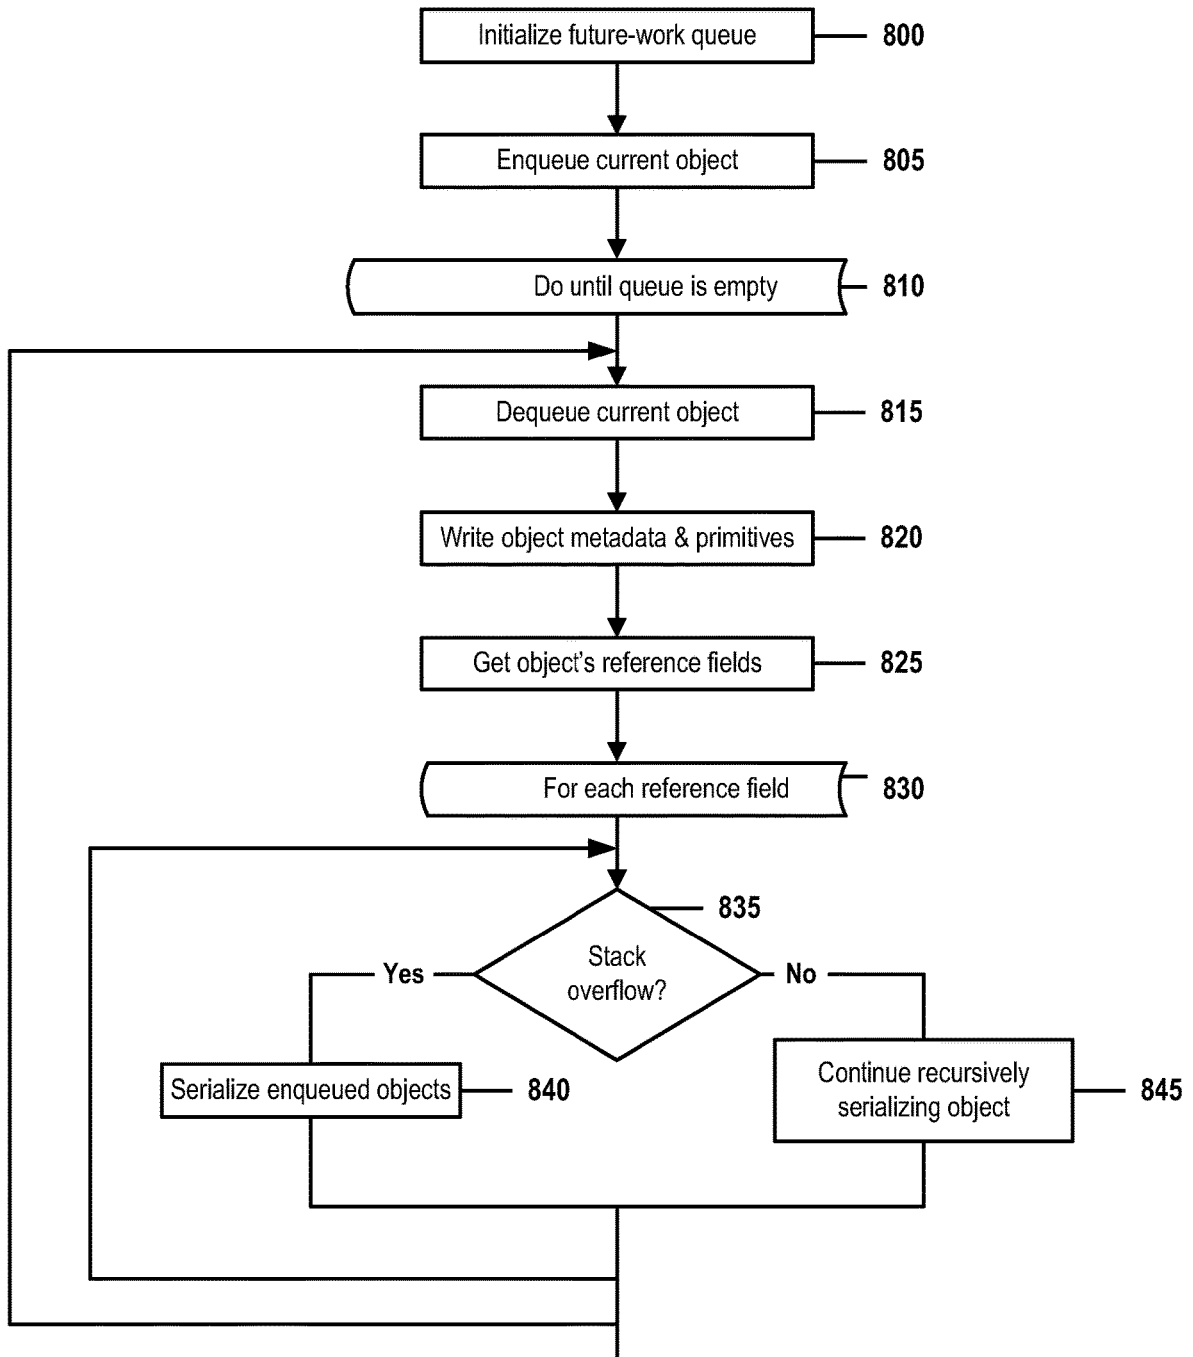 Initialize future-work queue 800
Enqueue current object 805
Do until queue is empty 810
Dequeue current object 815
Write object metadata & primitives 820
Get object's reference fields 825
For each reference field 830
835
Stack
overflow?
Yes
No
Serialize enqueued objects 840
Continue recursively
serializing object
845